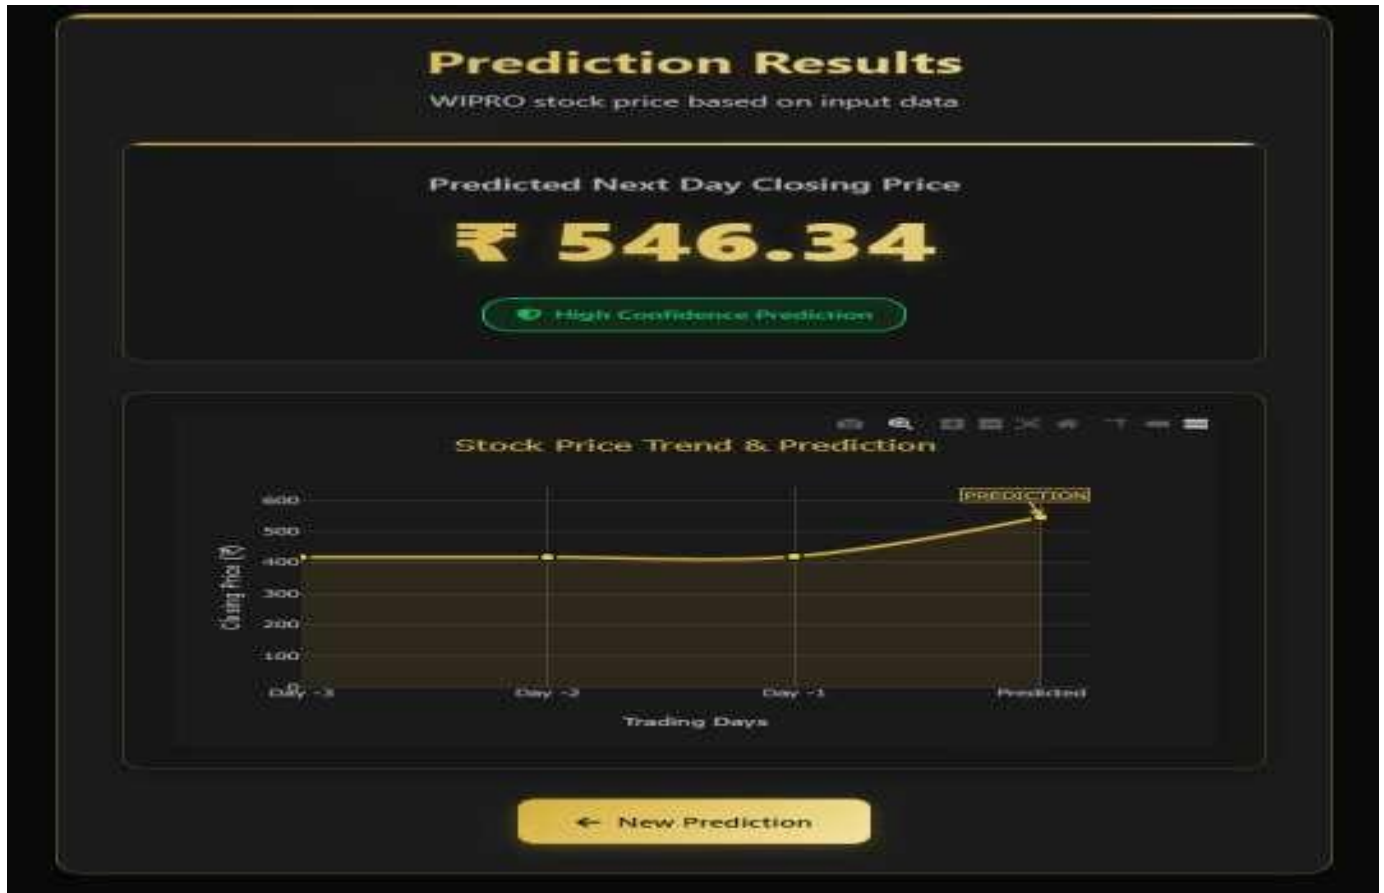 Prediction Results
WIPRO stock price based on input data
Predicted Next Day Closing Price
₹ 546.34
High Confidence Prediction
Stock Price Trend & Prediction
PREDICTION
600
500
400
300
200
100
0
Closing Price (₹)
Day -3
Day -2
Day -1
Predicted
Trading Days
← New Prediction